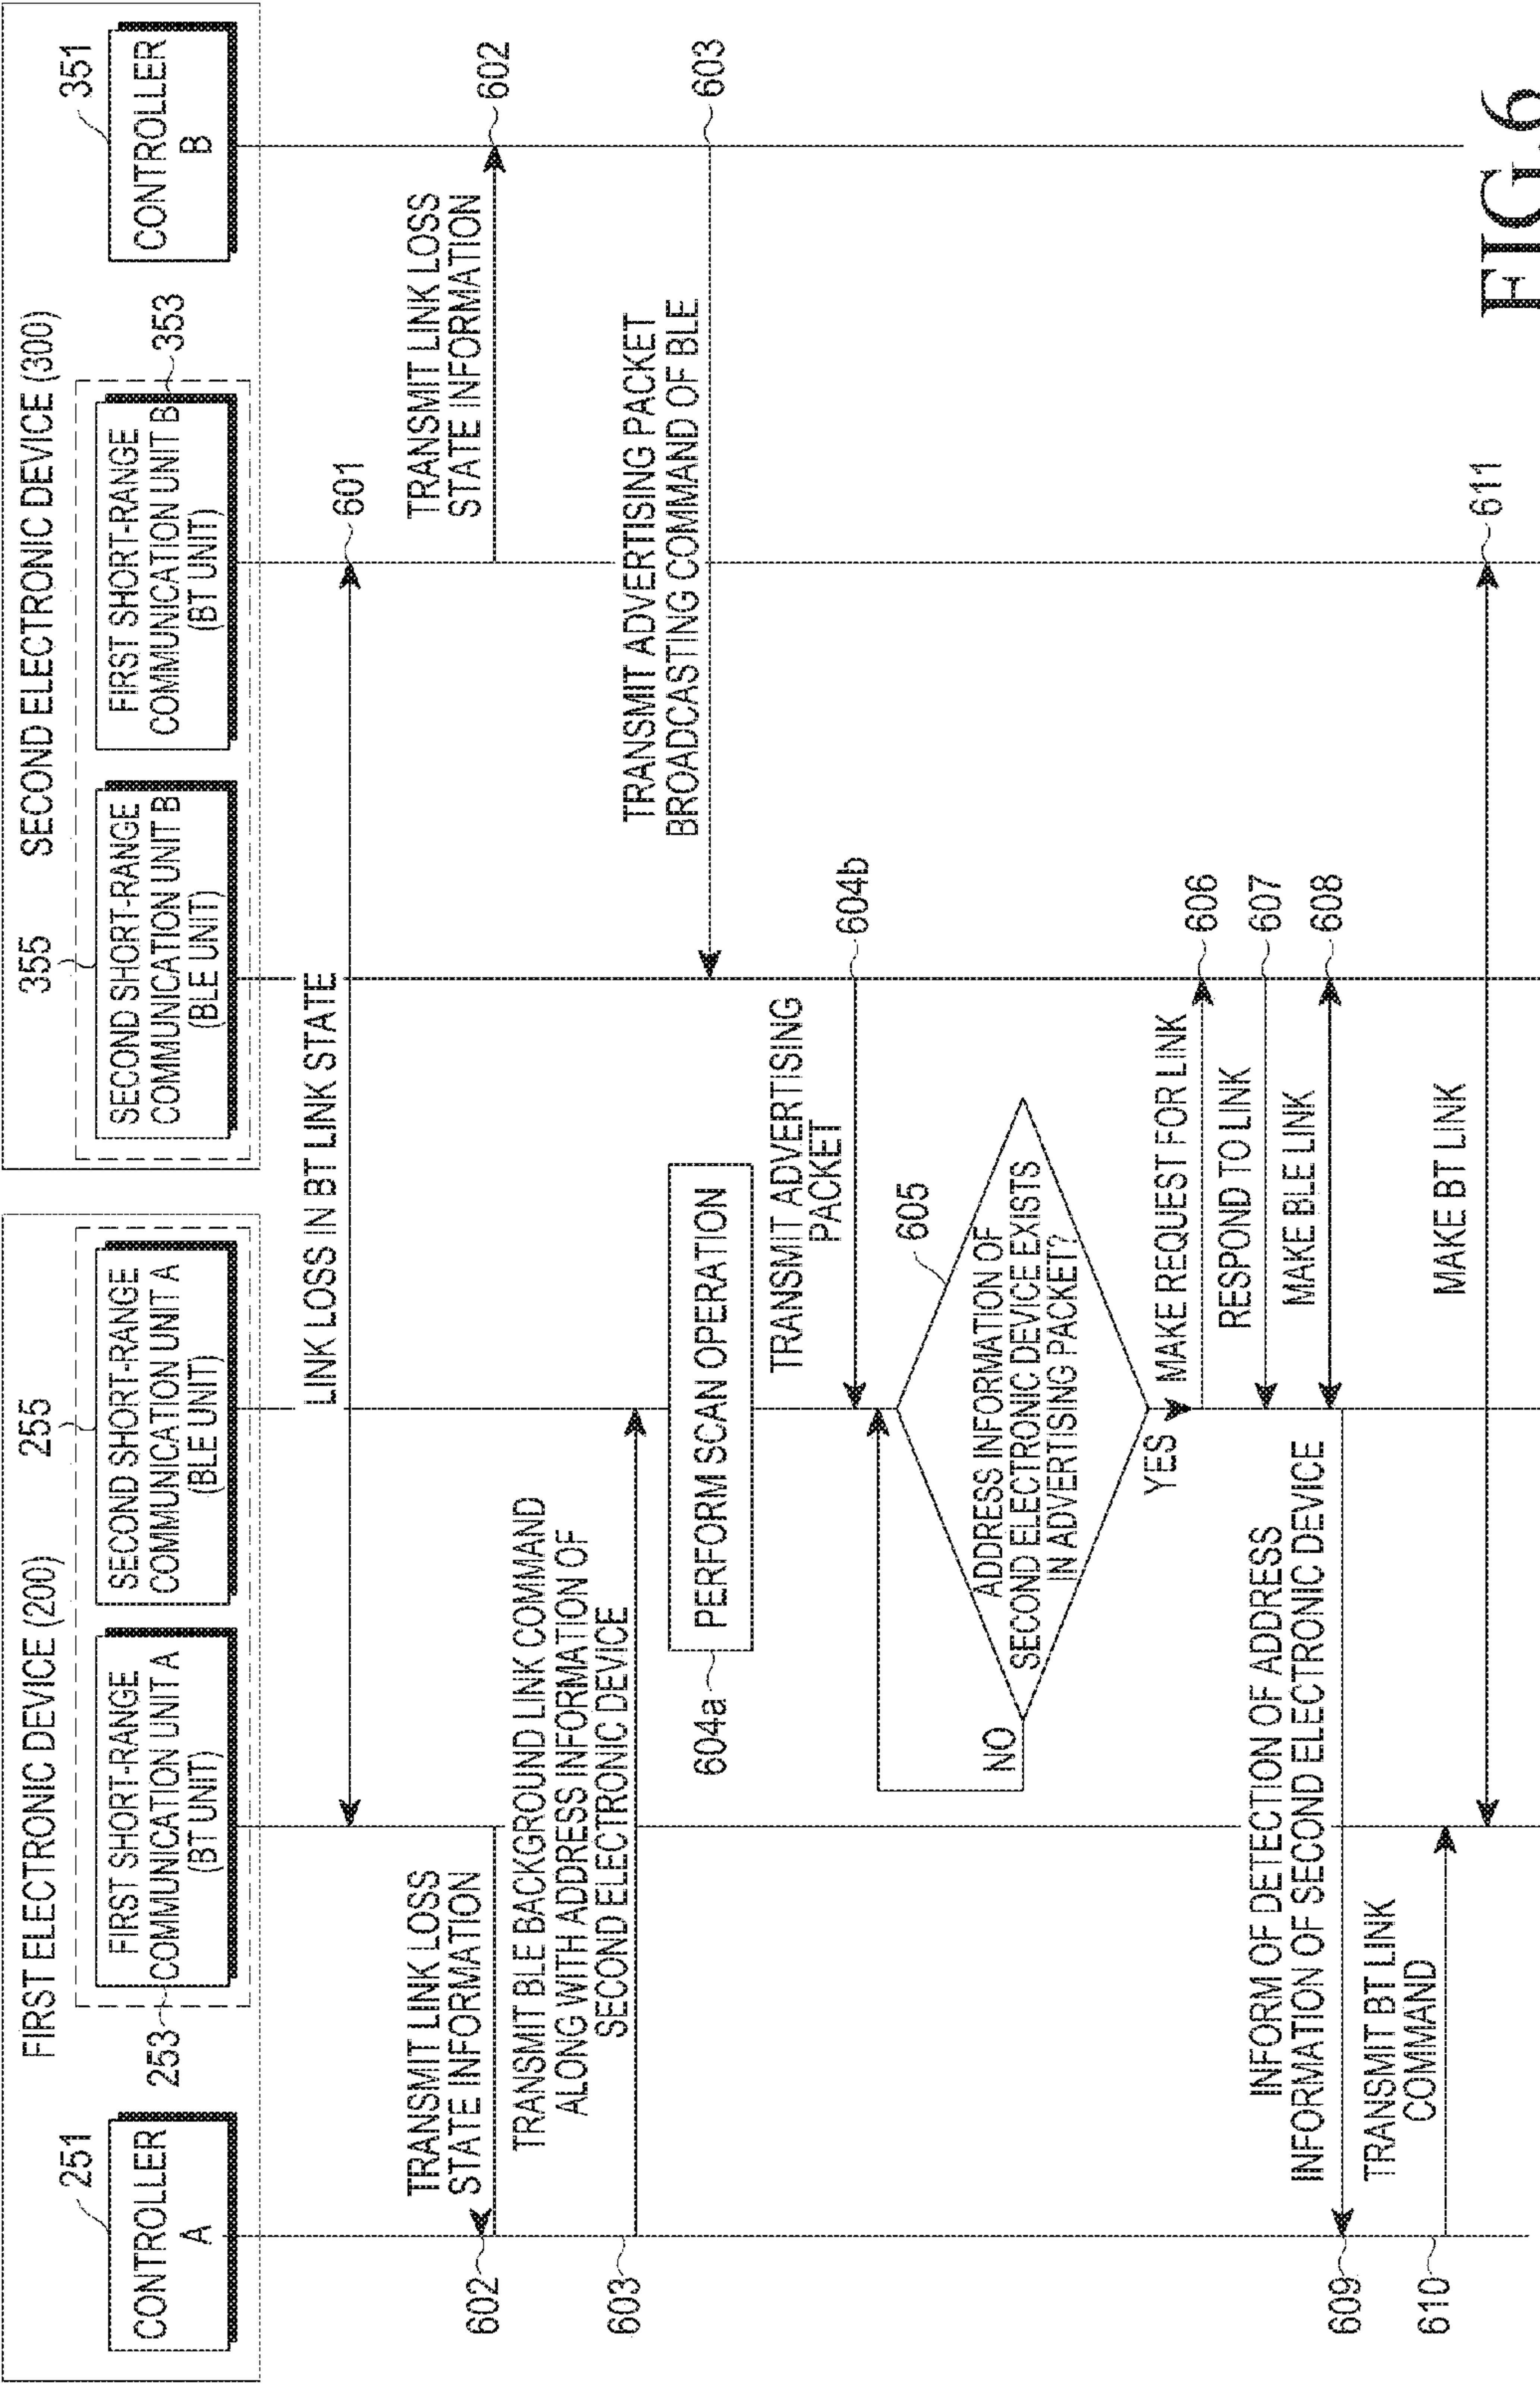 FIRST ELECTRONIC DEVICE (200)
SECOND ELECTRONIC DEVICE (300)
251
CONTROLLER
A
253
FIRST SHORT-RANGE
COMMUNICATION UNIT A
(BT UNIT)
255
SECOND SHORT-RANGE
COMMUNICATION UNIT A
(BLE UNIT)
355
SECOND SHORT-RANGE
COMMUNICATION UNIT B
(BLE UNIT)
353
FIRST SHORT-RANGE
COMMUNICATION UNIT B
(BT UNIT)
351
CONTROLLER
B
LINK LOSS IN BT LINK STATE
601
TRANSMIT LINK LOSS
STATE INFORMATION
602
TRANSMIT LINK LOSS
STATE INFORMATION
602
TRANSMIT BLE BACKGROUND LINK COMMAND
ALONG WITH ADDRESS INFORMATION OF
SECOND ELECTRONIC DEVICE
603
TRANSMIT ADVERTISING PACKET
BROADCASTING COMMAND OF BLE
603
604a
PERFORM SCAN OPERATION
TRANSMIT ADVERTISING
PACKET
604b
605
ADDRESS INFORMATION OF
SECOND ELECTRONIC DEVICE EXISTS
IN ADVERTISING PACKET?
NO
YES
MAKE REQUEST FOR LINK
606
RESPOND TO LINK
607
MAKE BLE LINK
608
INFORM OF DETECTION OF ADDRESS
INFORMATION OF SECOND ELECTRONIC DEVICE
609
TRANSMIT BT LINK
COMMAND
610
MAKE BT LINK
611
FIG.6